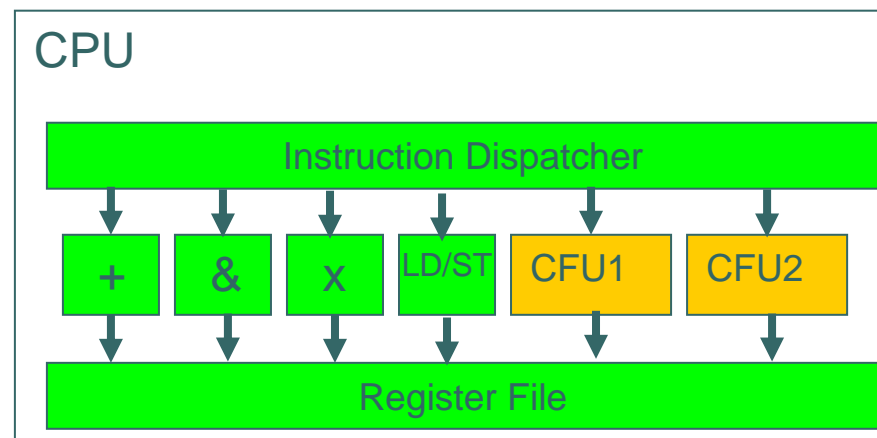 CPU
Instruction Dispatcher
+ & x LD/ST CFU1 CFU2
Register File